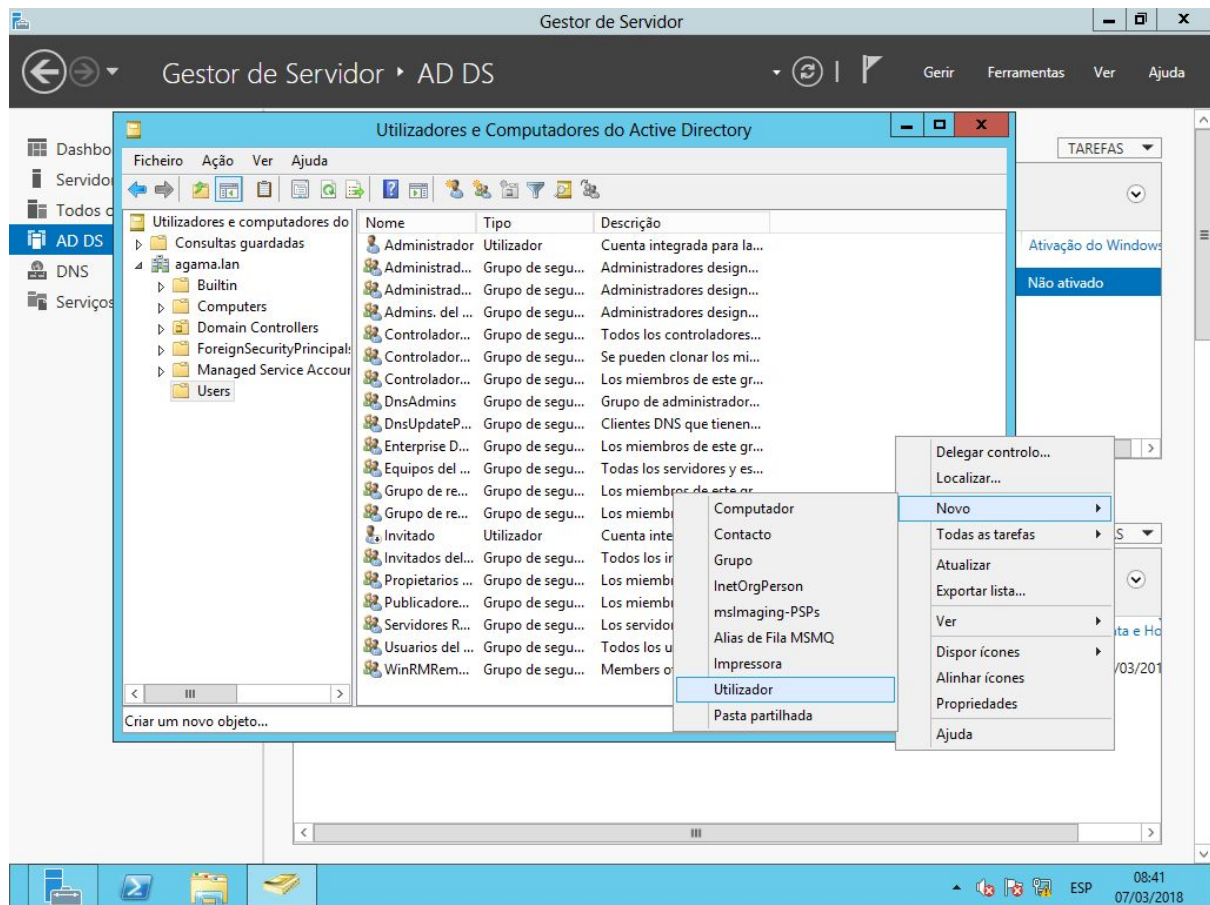 Gestor de Servidor
Gestor de Servidor ‣ AD DS
Gerir Ferramentas Ver Ajuda
Dashbo
Servido
Todos o
AD DS
DNS
Serviços
TAREFAS
Ativação do Windows
Não ativado
Utilizadores e Computadores do Active Directory
Ficheiro Ação Ver Ajuda
Utilizadores e computadores do
Consultas guardadas
agama.lan
Builtin
Computers
Domain Controllers
ForeignSecurityPrincipal:
Managed Service Accour
Users
Nome Tipo Descrição
Administrador Utilizador Cuenta integrada para la...
Administrad... Grupo de segu... Administradores design...
Administrad... Grupo de segu... Administradores design...
Admins. del ... Grupo de segu... Administradores design...
Controlador... Grupo de segu... Todos los controladores...
Controlador... Grupo de segu... Se pueden clonar los mi...
Controlador... Grupo de segu... Los miembros de este gr...
DnsAdmins Grupo de segu... Grupo de administrador...
DnsUpdateP... Grupo de segu... Clientes DNS que tienen...
Enterprise D... Grupo de segu... Los miembros de este gr...
Equipos del ... Grupo de segu... Todas los servidores y es...
Grupo de re... Grupo de segu... Los miembros de este gr
Grupo de re... Grupo de segu... Los miemb
Invitado Utilizador Cuenta inte
Invitados del... Grupo de segu... Todos los ir
Propietarios ... Grupo de segu... Los miemb
Publicadore... Grupo de segu... Los miemb
Servidores R... Grupo de segu... Los servido
Usuarios del ... Grupo de segu... Todos los u
WinRMRem... Grupo de segu... Members o
Criar um novo objeto...
Computador
Contacto
Grupo
InetOrgPerson
msImaging-PSPs
Alias de Fila MSMQ
Impressora
Utilizador
Pasta partilhada
Delegar controlo...
Localizar...
Novo
Todas as tarefas
Atualizar
Exportar lista...
Ver
Dispor ícones
Alinhar ícones
Propriedades
Ajuda
S
ta e Ho
/03/201
ESP
08:41
07/03/2018